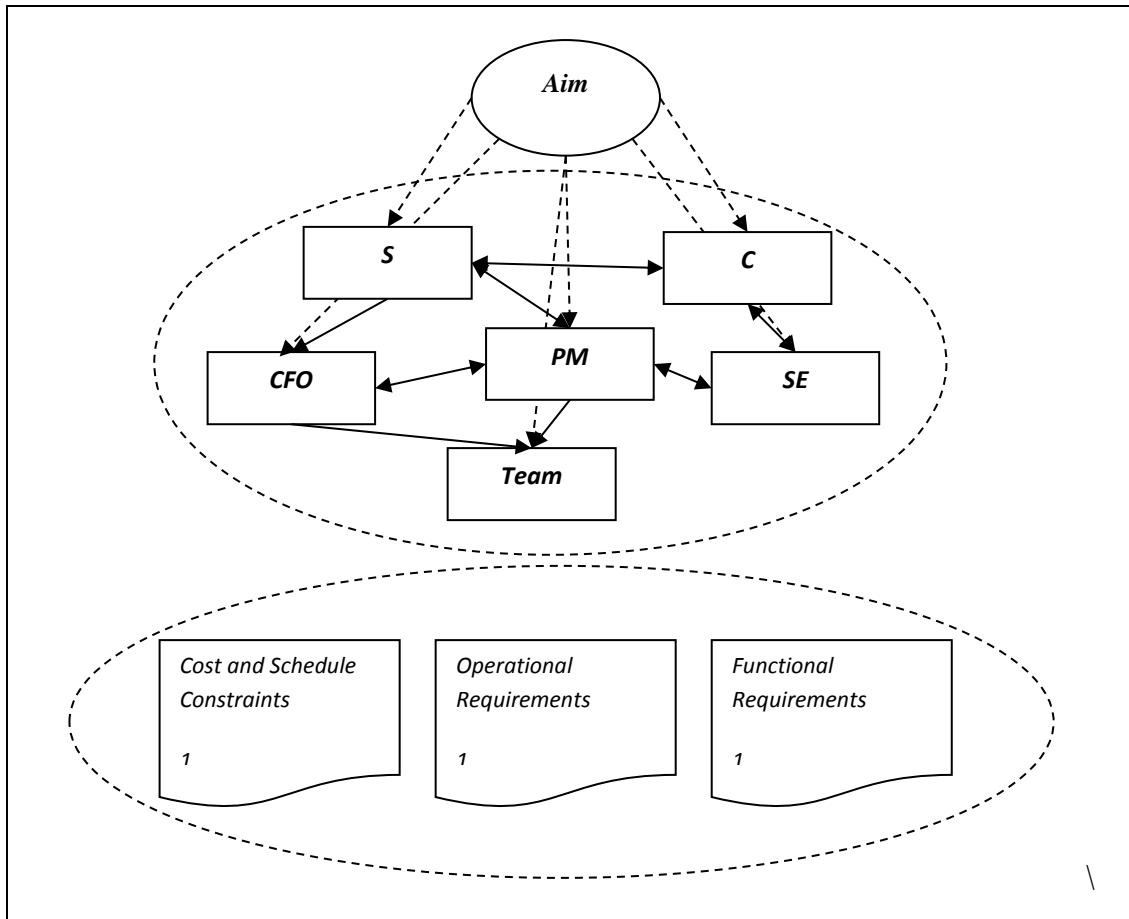 Aim
S
C
PM
CFO
SE
Team
Cost and Schedule
Constraints
1
Operational
Requirements
1
Functional
Requirements
1
\